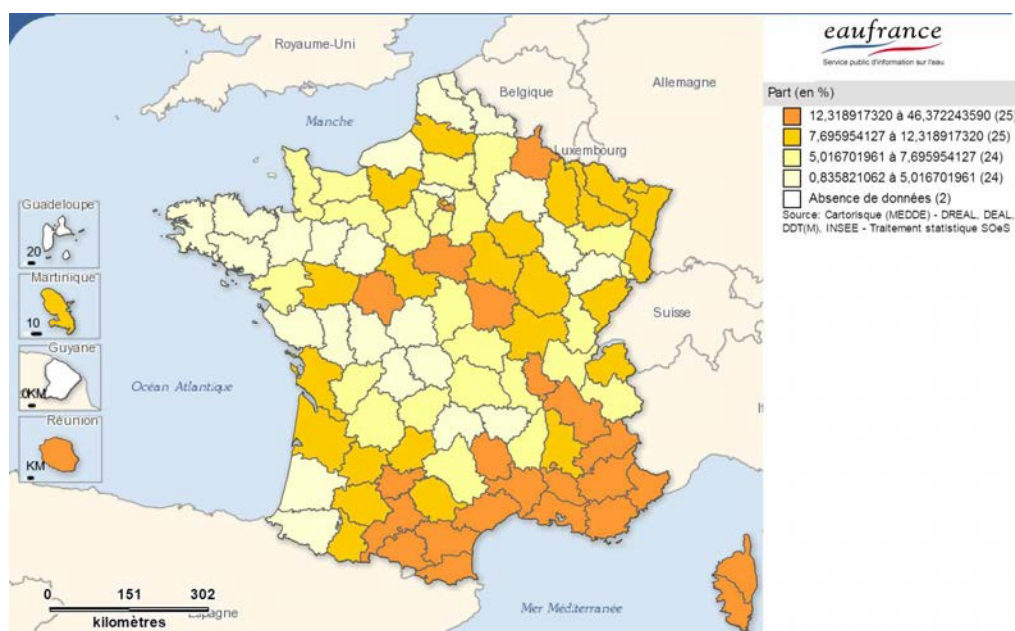 Royaume-Uni
Belgique
Allemagne
Manche
Luxembourg
Guadeloupe
20
Martinique
10
Guyane
0KM
Réunion
KM
Suisse
Océan Atlantique
0 151 302
kilomètres
Espagne
Mer Méditerranée
eaufrance
Service public d'information sur l'eau
Part (en %)
12,318917320 à 46,372243590 (25)
7,695954127 à 12,318917320 (25)
5,016701961 à 7,695954127 (24)
0,835821062 à 5,016701961 (24)
Absence de données (2)
Source: Cartorisque (MEDDE) - DREAL, DEAL,
DDT(M), INSEE - Traitement statistique SOeS